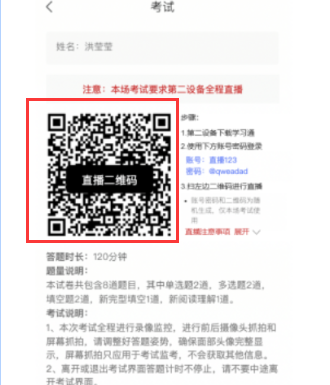 考试
姓名：洪莹莹
注意：本场考试要求第二设备全程直播
直播二维码
步骤：
1.第二设备下载学习通
2.使用下方账号密码登录
账号：直播123
密码：@qweadad
3.扫左边二维码进行直播
• 账号密码和二维码为随
机生成，仅本场考试使
用
直播注意事项 展开
答题时长：120分钟
题量说明：
本试卷共包含8道题目，其中单选题2道，多选题2道，
填空题2道，新完型填空1道，新阅读理解1道。
考试说明：
1、本次考试全程进行录像监控，进行前后摄像头抓拍和
屏幕抓拍，请调整好答题姿势，确保面部头像完整显
示，屏幕抓拍只应用于考试监考，不会获取其他信息。
2、离开或退出考试界面答题计时不停止，请不要中途离
开考试界面。